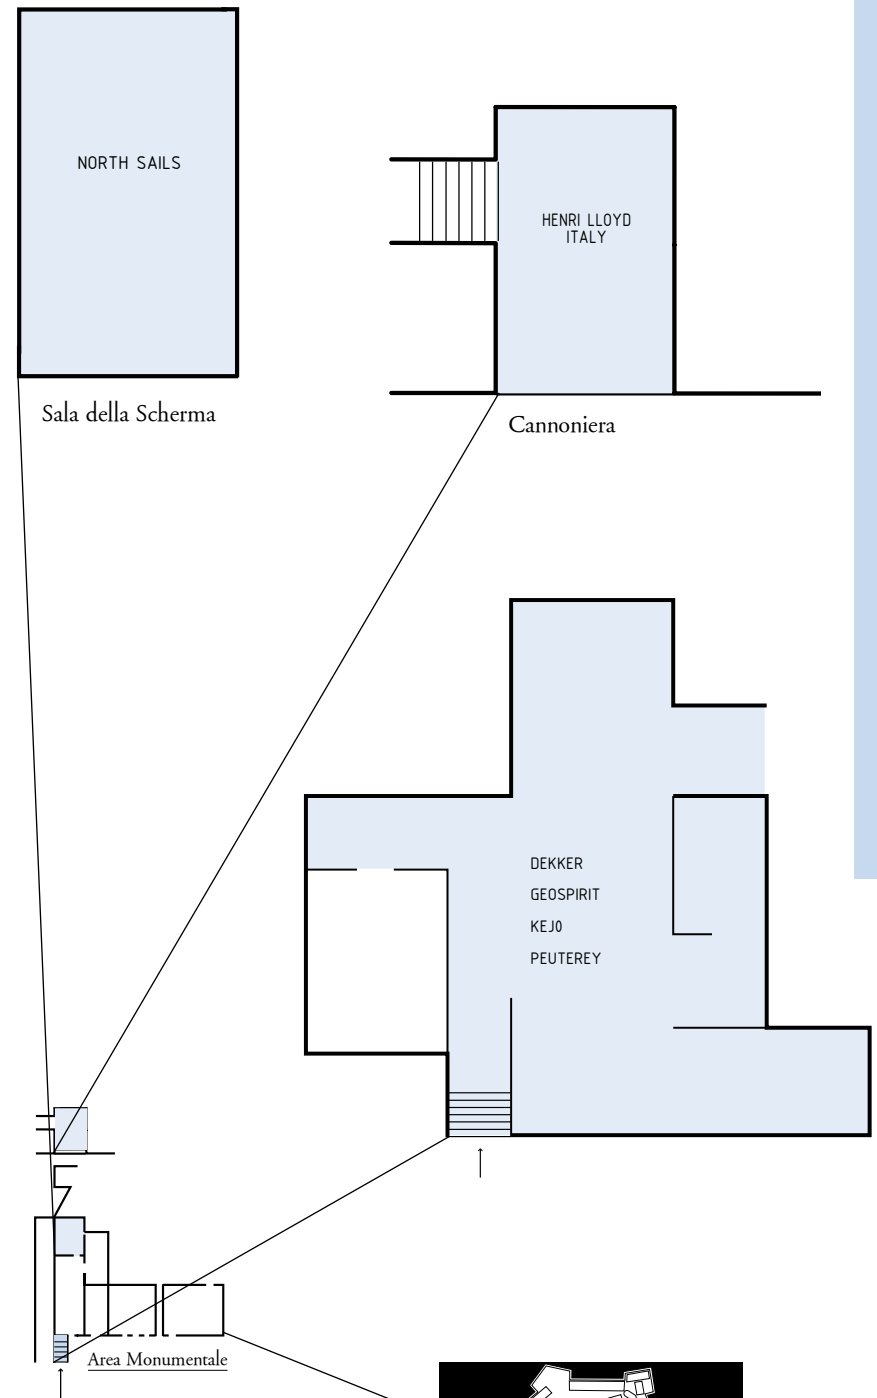 NORTH SAILS
HENRI LLOYD
ITALY
Sala della Scherma
Cannoniera
DEKKER
GEOSPIRIT
KEJO
PEUTEREY
Area Monumentale